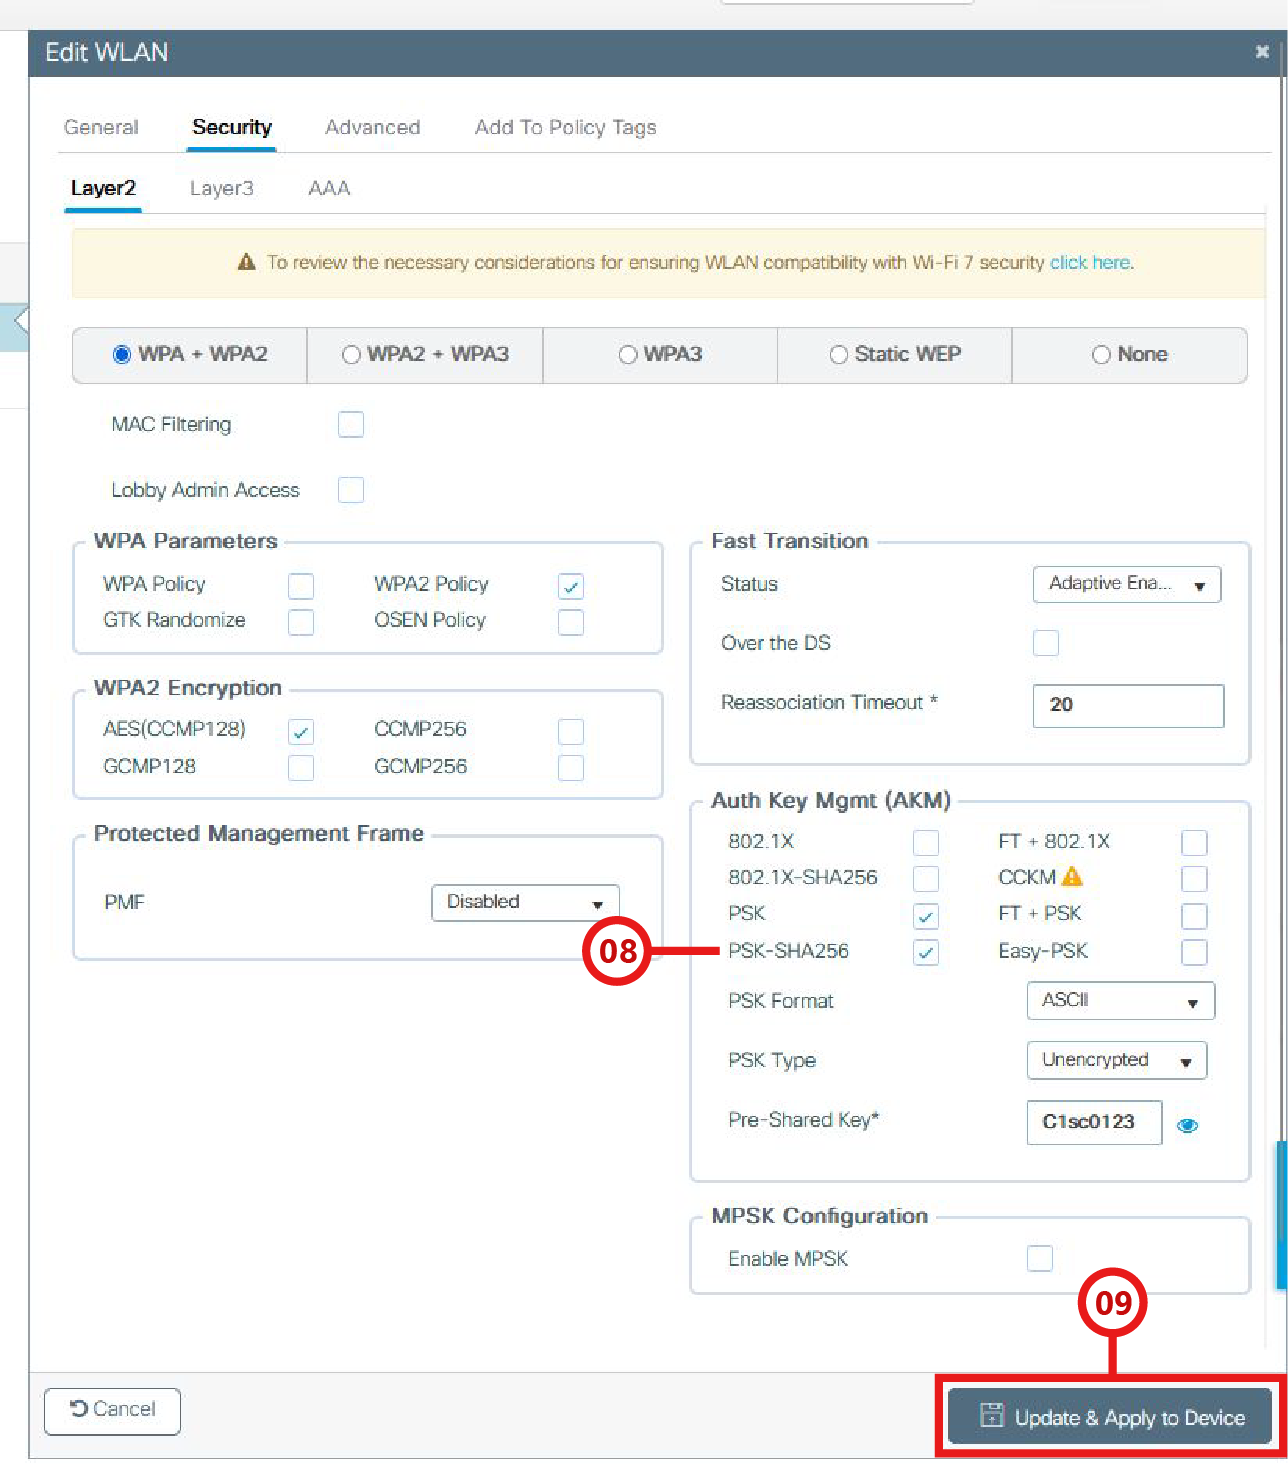 Edit WLAN
General Security Advanced Add To Policy Tags
Layer2 Layer3 AAA
To review the necessary considerations for ensuring WLAN compatibility with Wi-Fi 7 security click here.
WPA + WPA2 WPA2 + WPA3 WPA3 Static WEP None
MAC Filtering
Lobby Admin Access
WPA Parameters
WPA Policy WPA2 Policy
GTK Randomize OSEN Policy
WPA2 Encryption
AES(CCMP128) CCMP256
GCMP128 GCMP256
Protected Management Frame
PMF Disabled
08
Fast Transition
Status Adaptive Ena...
Over the DS
Reassociation Timeout * 20
Auth Key Mgmt (AKM)
802.1X FT + 802.1X
802.1X-SHA256 CCKM
PSK FT + PSK
PSK-SHA256 Easy-PSK
PSK Format ASCII
PSK Type Unencrypted
Pre-Shared Key* C1sc0123
MPSK Configuration
Enable MPSK
09
Cancel Update & Apply to Device